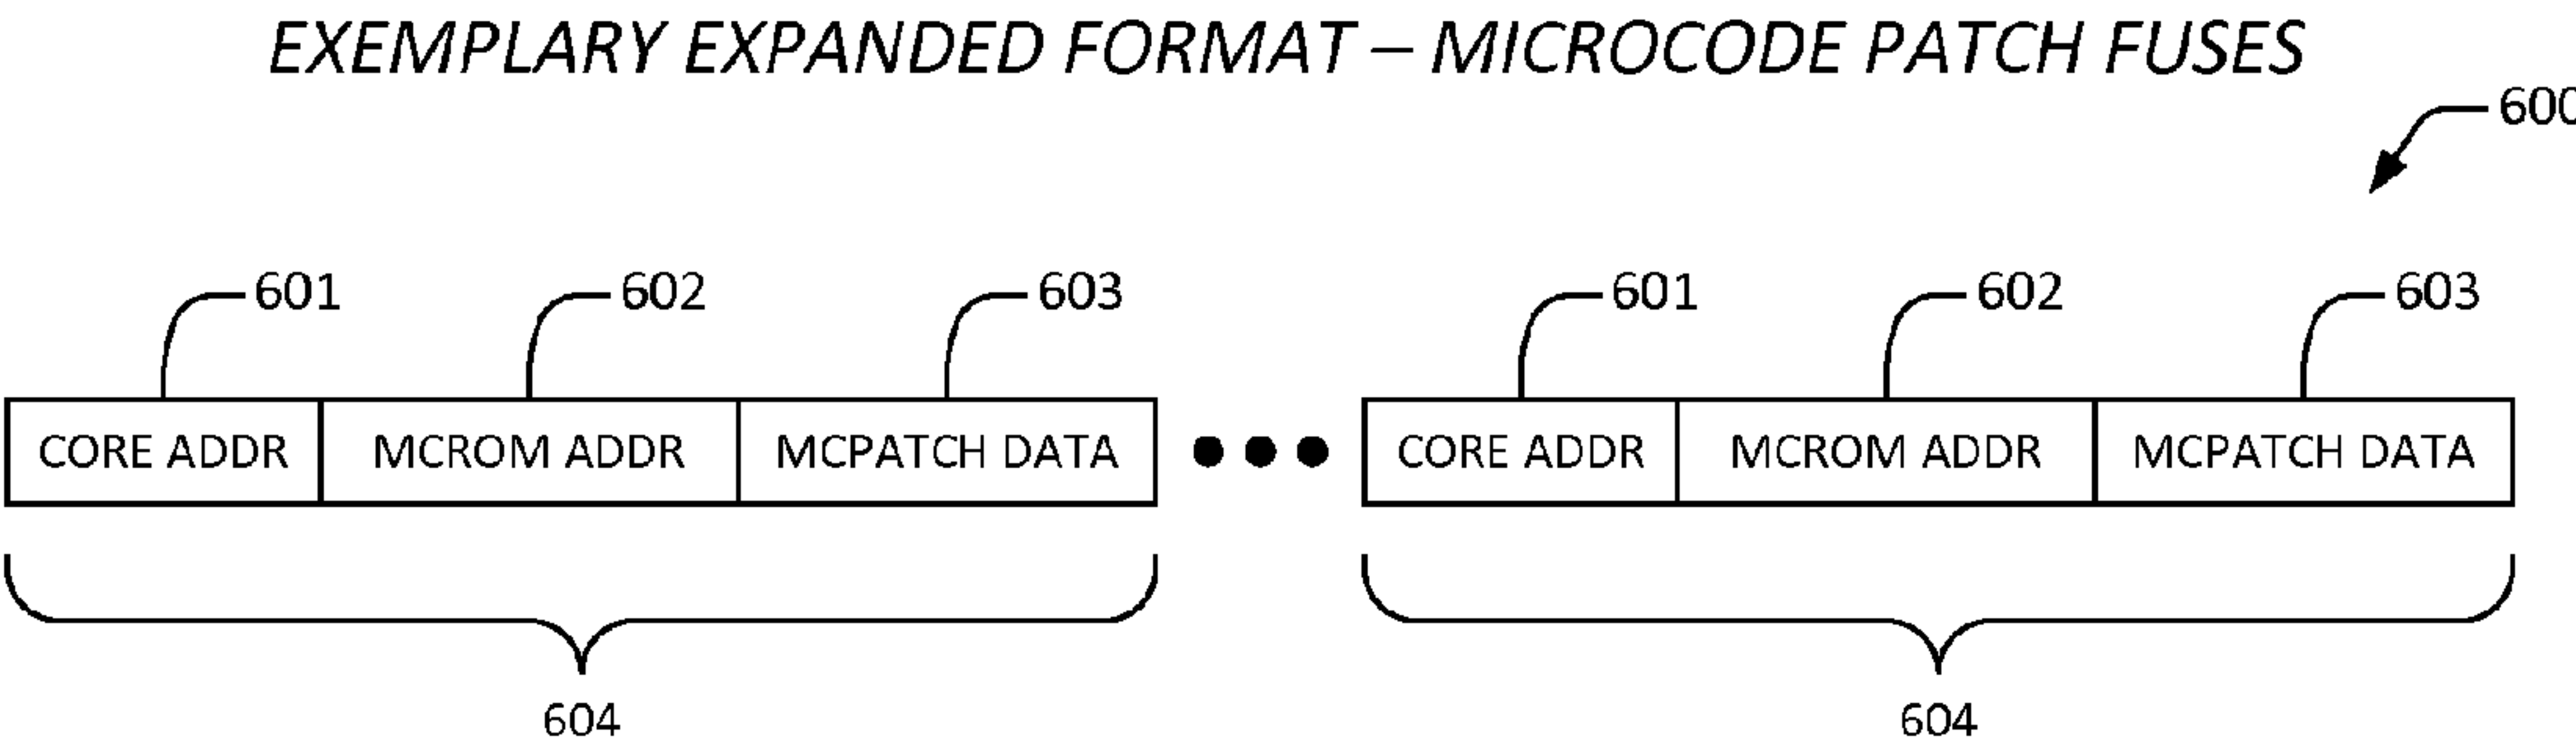 EXEMPLARY EXPANDED FORMAT – MICROCODE PATCH FUSES
600
601 602 603 601 602 603
CORE ADDR MCROM ADDR MCPATCH DATA CORE ADDR MCROM ADDR MCPATCH DATA
604 604